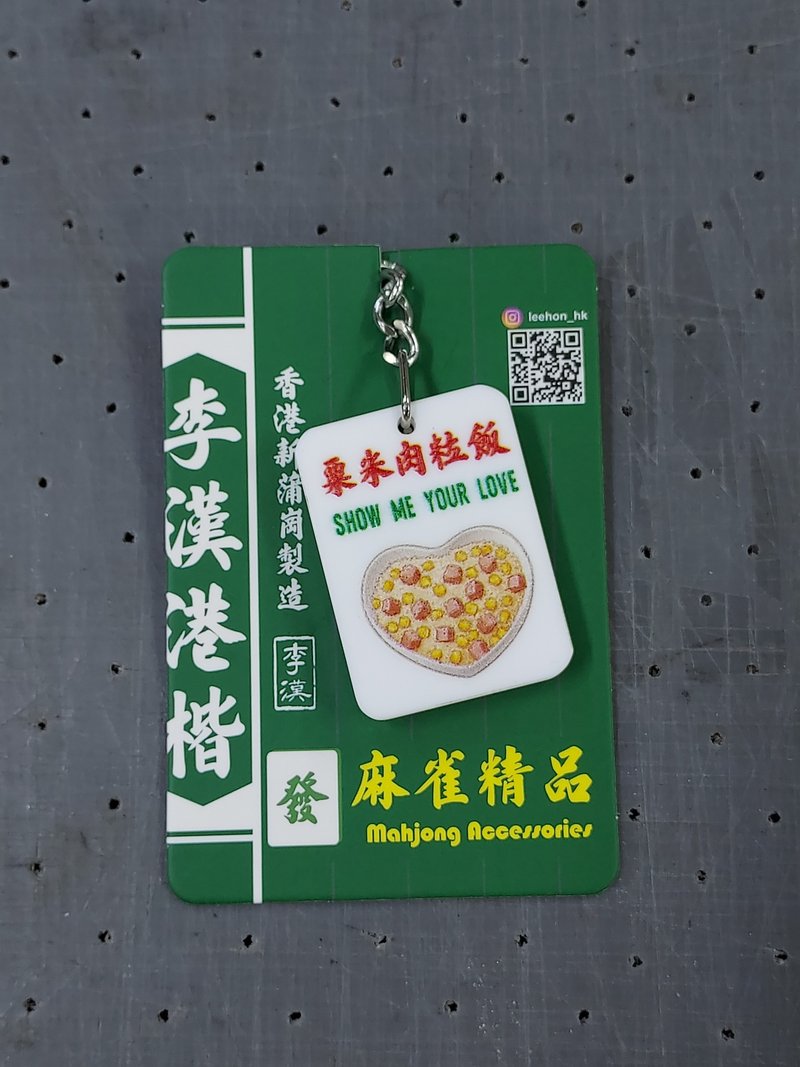 李漢港楷
香港新蒲崗製造
李漢
leehon_hk
粟米肉粒飯
SHOW ME YOUR LOVE
發
麻雀精品
Mahjong Accessories